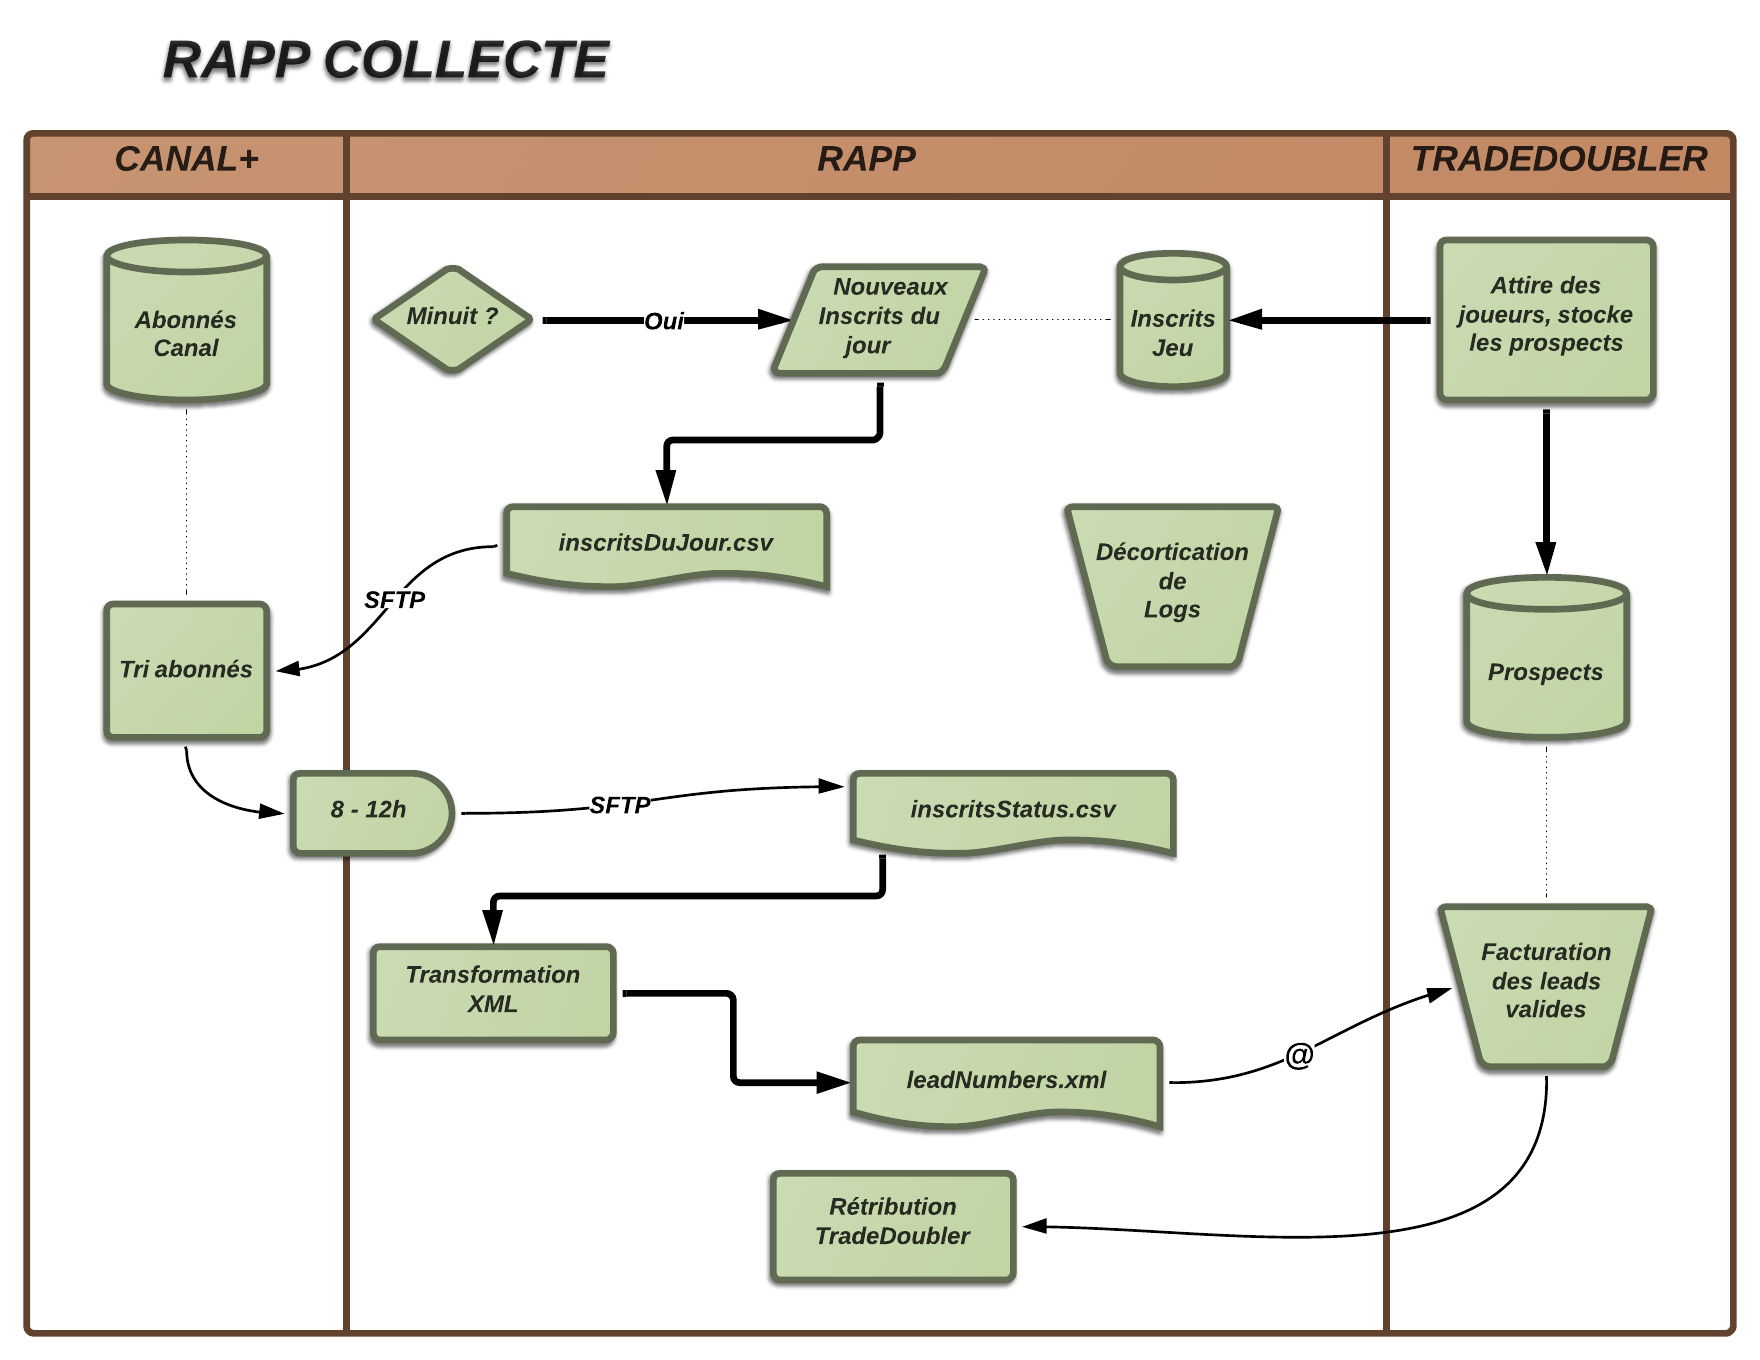 RAPP COLLECTE
CANAL+
RAPP
TRADEDOUBLER
Abonnés
Canal
Minuit ?
Oui
Nouveaux
Inscrits du
jour
Inscrits
Jeu
Attire des
joueurs, stocke
les prospects
inscritsDuJour.csv
SFTP
Décortication
de
Logs
Tri abonnés
Prospects
8 - 12h
SFTP
inscritsStatus.csv
Transformation
XML
Facturation
des leads
valides
leadNumbers.xml
@
Rétribution
TradeDoubler